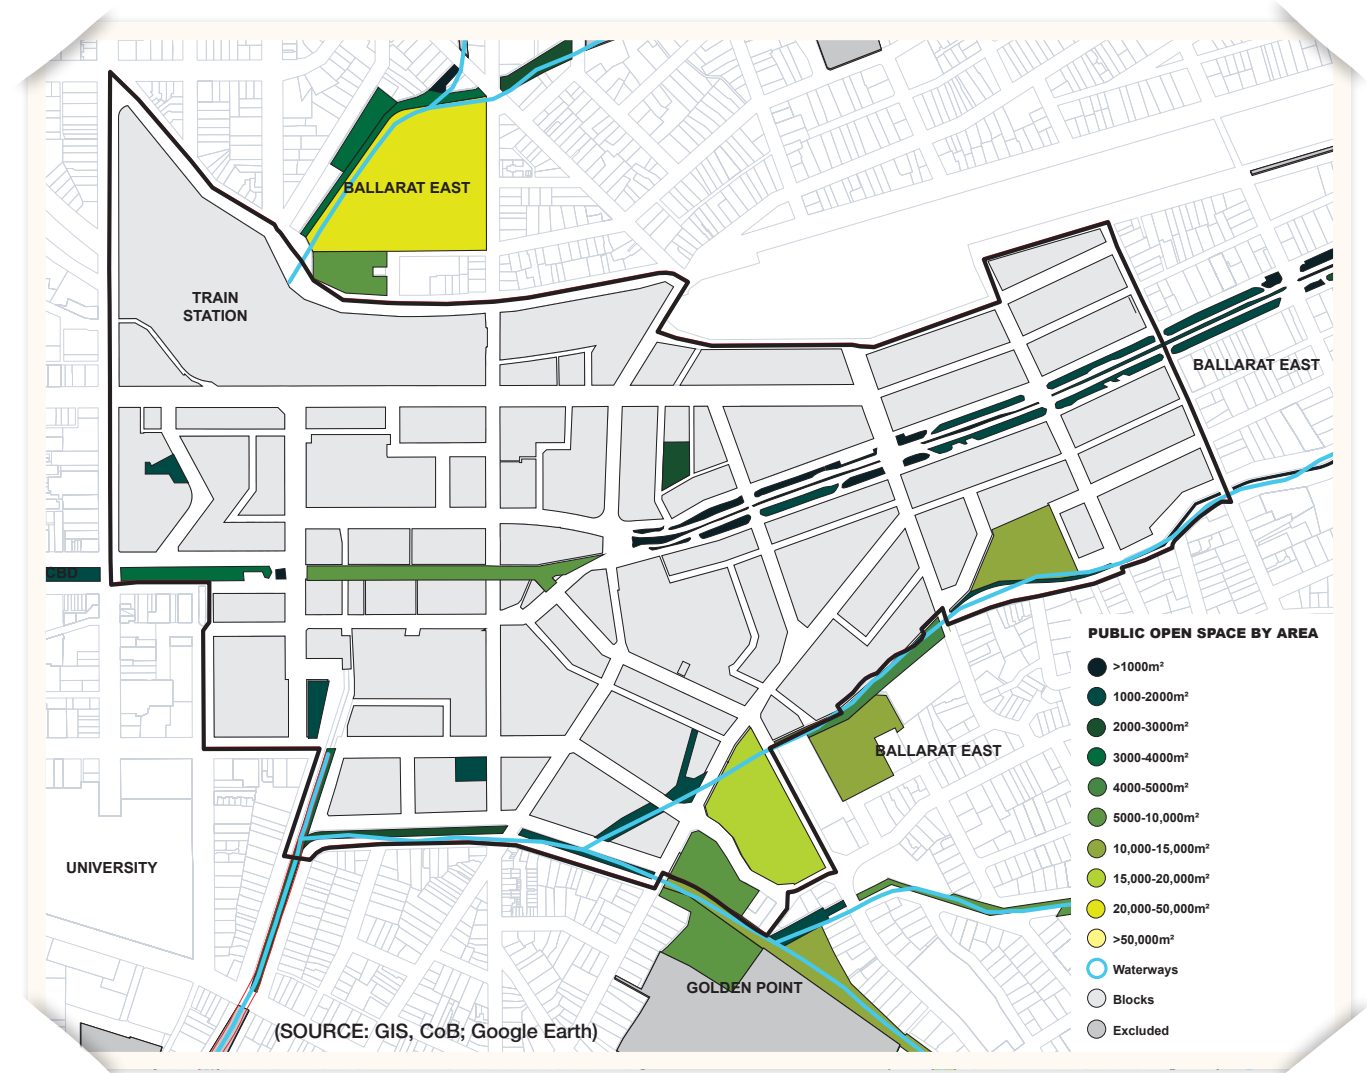 BALLARAT EAST
TRAIN
STATION
BALLARAT EAST
CBD
PUBLIC OPEN SPACE BY AREA
>1000m²
1000-2000m²
2000-3000m²
3000-4000m²
4000-5000m²
5000-10,000m²
10,000-15,000m²
15,000-20,000m²
20,000-50,000m²
>50,000m²
Waterways
Blocks
Excluded
BALLARAT EAST
UNIVERSITY
GOLDEN POINT
(SOURCE: GIS, CoB; Google Earth)